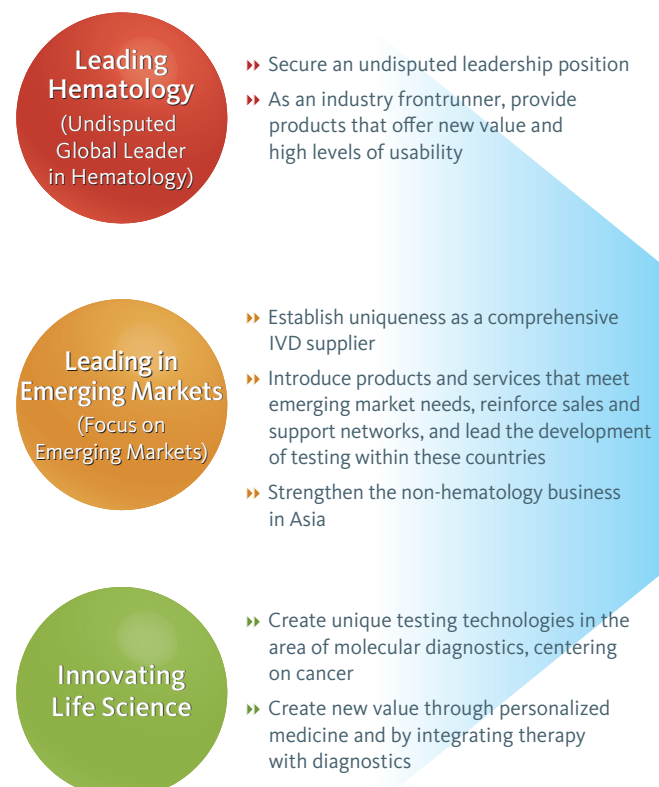 Leading
Hematology
(Undisputed
Global Leader
in Hematology)
›› Secure an undisputed leadership position
›› As an industry frontrunner, provide
products that offer new value and
high levels of usability
Leading in
Emerging Markets
(Focus on
Emerging Markets)
›› Establish uniqueness as a comprehensive
IVD supplier
›› Introduce products and services that meet
emerging market needs, reinforce sales and
support networks, and lead the development
of testing within these countries
›› Strengthen the non-hematology business
in Asia
Innovating
Life Science
›› Create unique testing technologies in the
area of molecular diagnostics, centering
on cancer
›› Create new value through personalized
medicine and by integrating therapy
with diagnostics